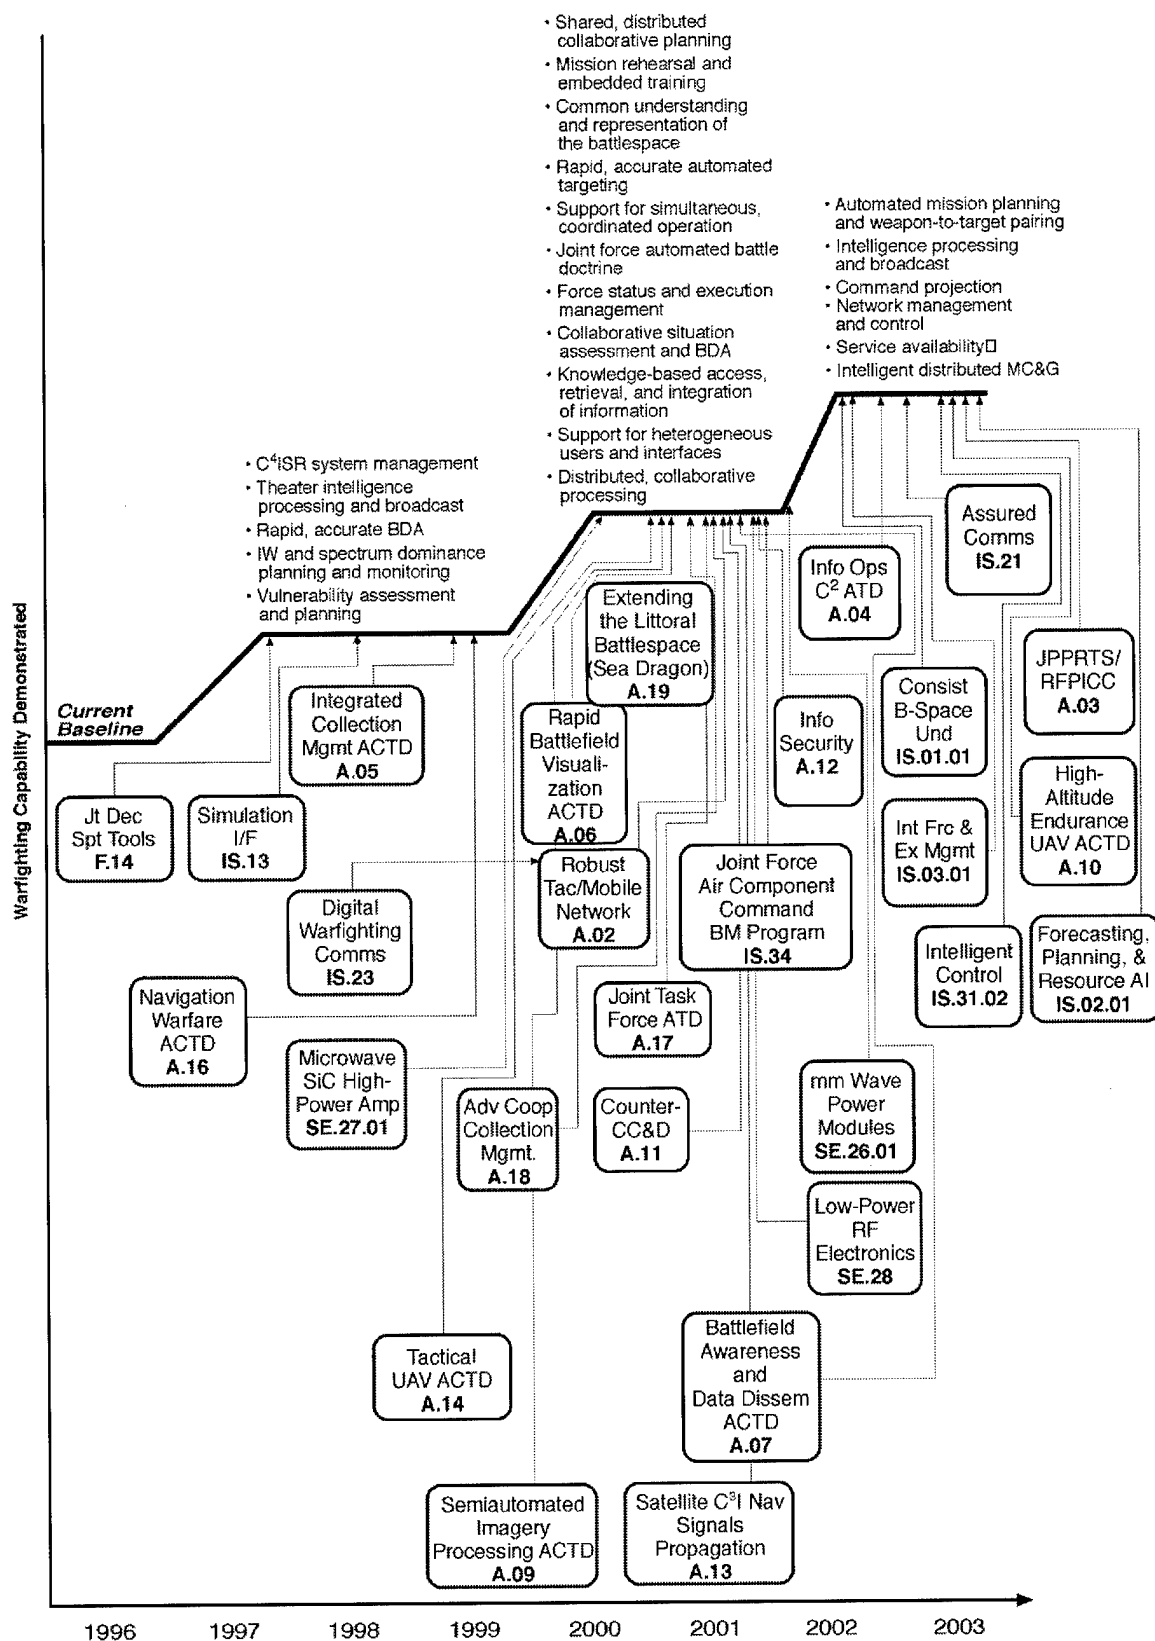 • Shared, distributed
collaborative planning
• Mission rehearsal and
embedded training
• Common understanding
and representation of
the battlespace
• Rapid, accurate automated
targeting
• Support for simultaneous,
coordinated operation
• Joint force automated battle
doctrine
• Force status and execution
management
• Collaborative situation
assessment and BDA
• Knowledge-based access,
retrieval, and integration
of information
• Support for heterogeneous
users and interfaces
• Distributed, collaborative
processing
• Automated mission planning
and weapon-to-target pairing
• Intelligence processing
and broadcast
• Command projection
• Network management
and control
• Service availability□
• Intelligent distributed MC&G
• C⁴ISR system management
• Theater intelligence
processing and broadcast
• Rapid, accurate BDA
• IW and spectrum dominance
planning and monitoring
• Vulnerability assessment
and planning
Warfighting Capability Demonstrated
Current
Baseline
Jt Dec
Spt Tools
F.14
Simulation
I/F
IS.13
Integrated
Collection
Mgmt ACTD
A.05
Digital
Warfighting
Comms
IS.23
Navigation
Warfare
ACTD
A.16
Microwave
SiC High-
Power Amp
SE.27.01
Tactical
UAV ACTD
A.14
Adv Coop
Collection
Mgmt.
A.18
Semiautomated
Imagery
Processing ACTD
A.09
Extending
the Littoral
Battlespace
(Sea Dragon)
A.19
Rapid
Battlefield
Visuali-
zation
ACTD
A.06
Robust
Tac/Mobile
Network
A.02
Joint Task
Force ATD
A.17
Counter-
CC&D
A.11
Joint Force
Air Component
Command
BM Program
IS.34
Battlefield
Awareness
and
Data Dissem
ACTD
A.07
Satellite C³I Nav
Signals
Propagation
A.13
Info Ops
C² ATD
A.04
Info
Security
A.12
Assured
Comms
IS.21
Consist
B-Space
Und
IS.01.01
Int Frc &
Ex Mgmt
IS.03.01
JPPRTS/
RFPICC
A.03
High-
Altitude
Endurance
UAV ACTD
A.10
Intelligent
Control
IS.31.02
Forecasting,
Planning, &
Resource Al
IS.02.01
mm Wave
Power
Modules
SE.26.01
Low-Power
RF
Electronics
SE.28
1996 1997 1998 1999 2000 2001 2002 2003